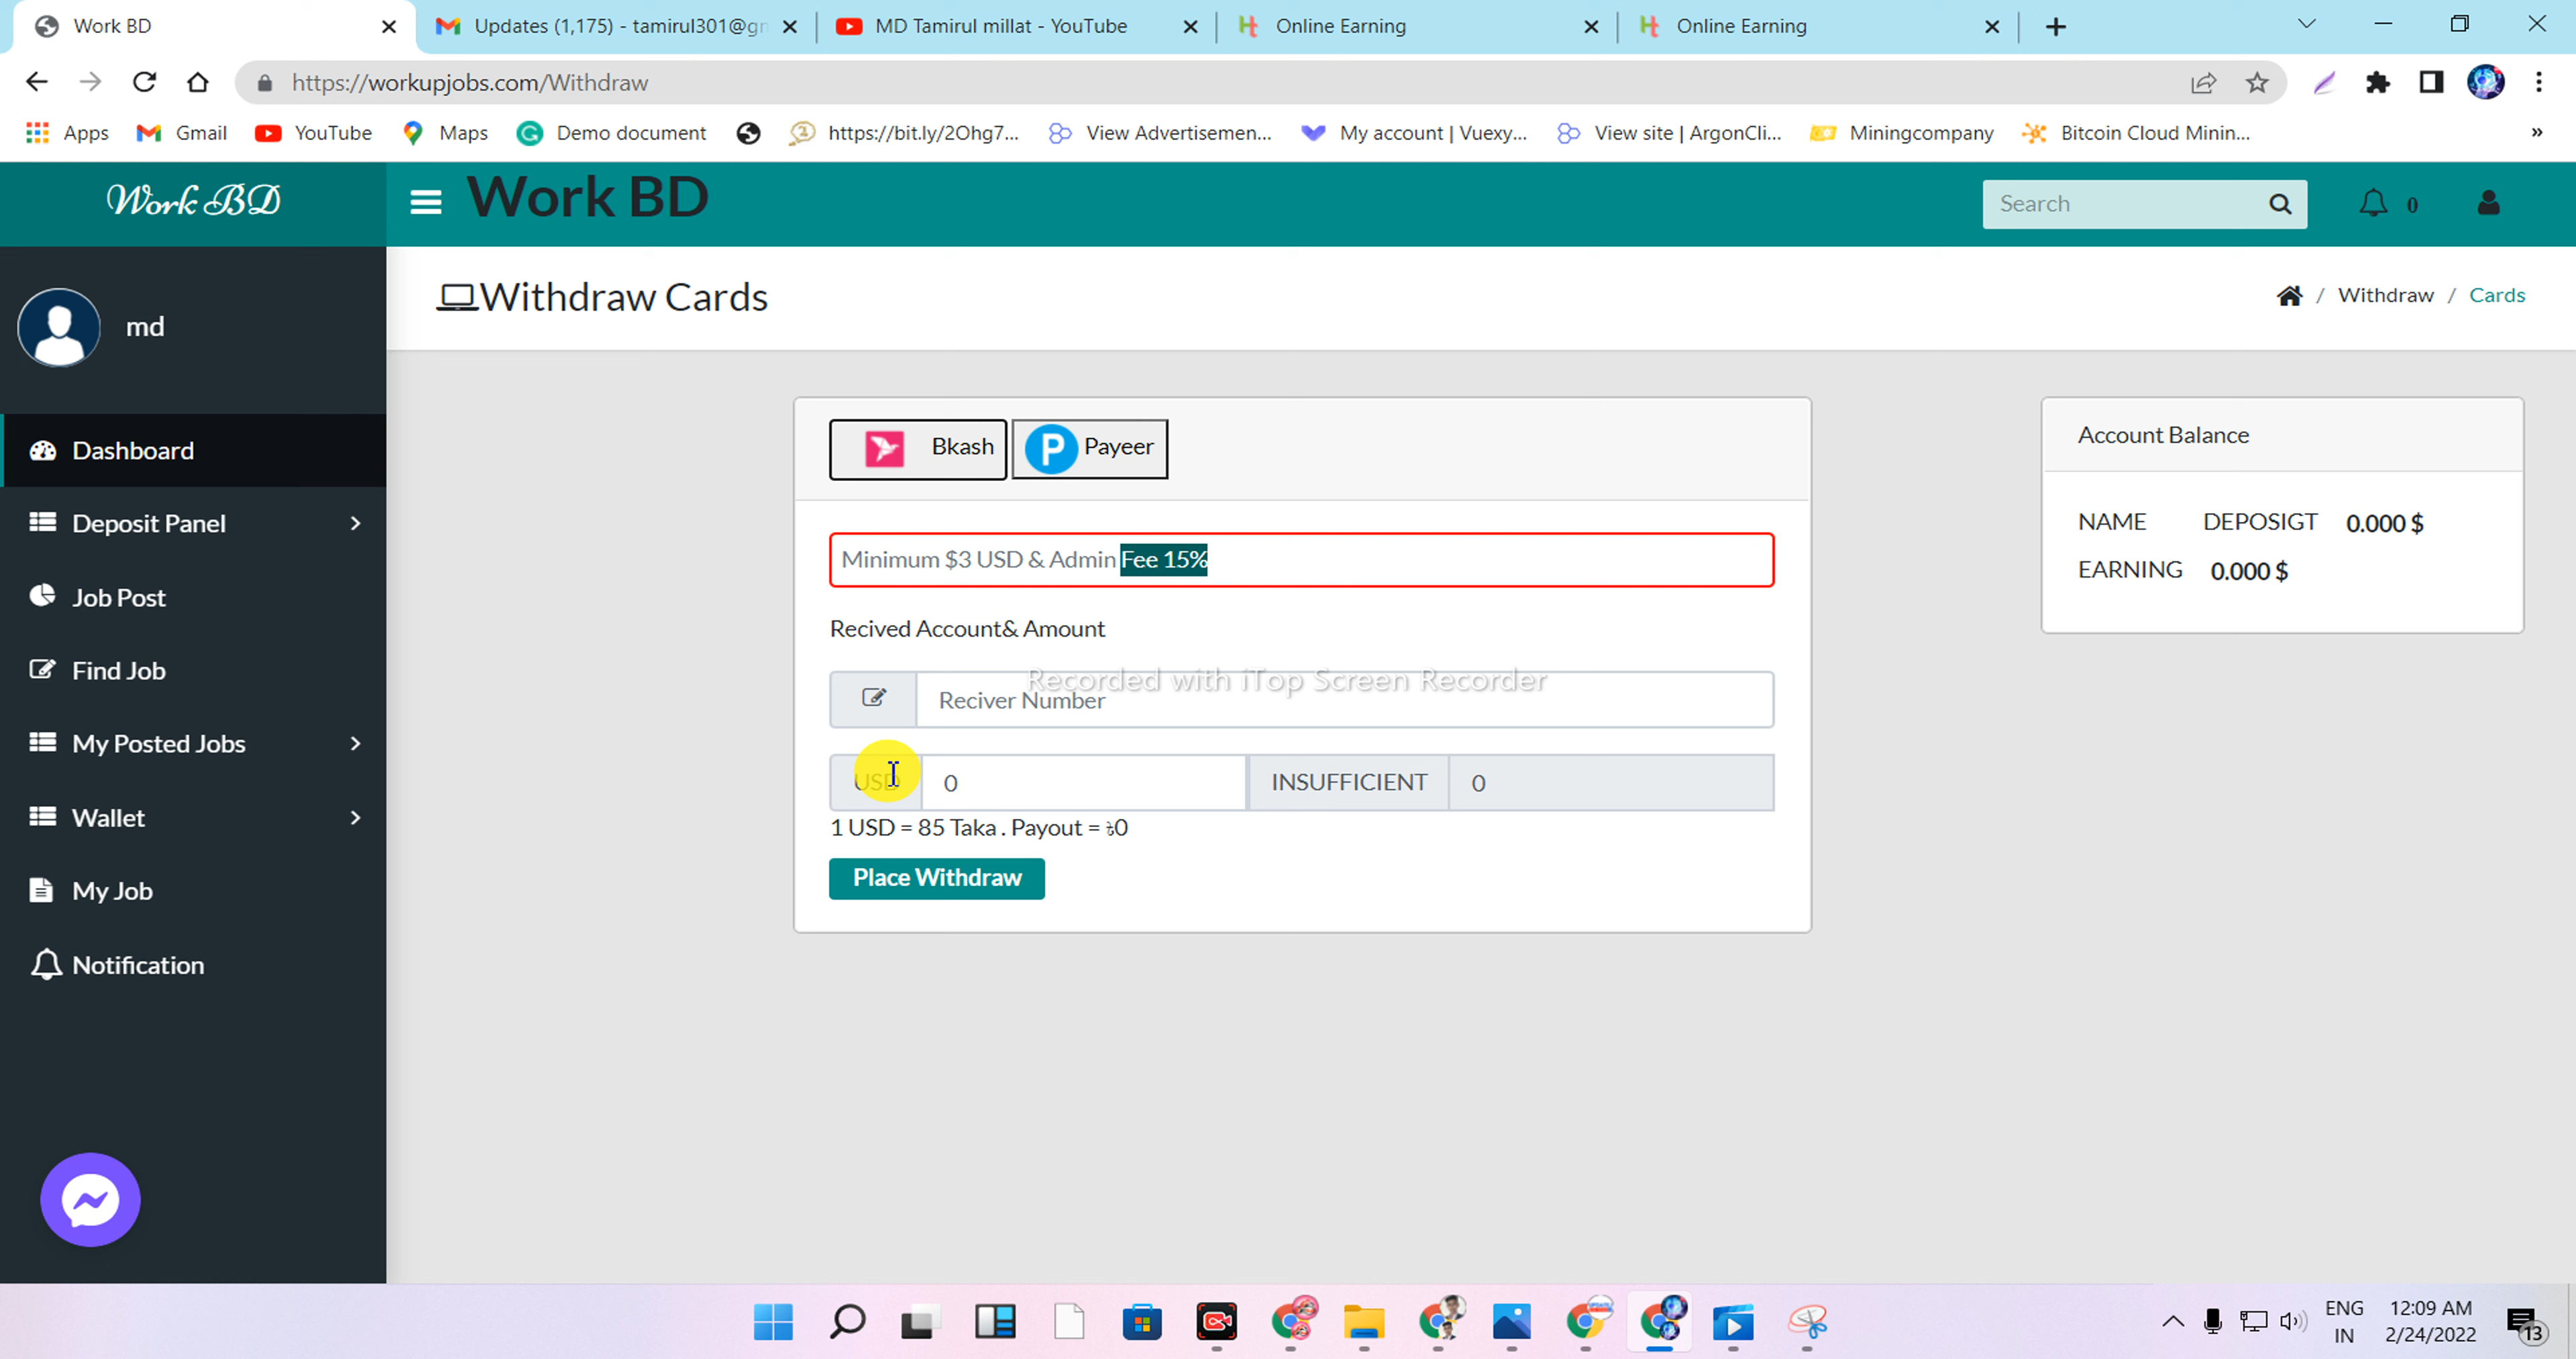 Work BD
Updates (1,175) - tamirul301@gm
MD Tamirul millat - YouTube
Online Earning
Online Earning
https://workupjobs.com/Withdraw
Apps
Gmail
YouTube
Maps
Demo document
https://bit.ly/2Ohg7...
View Advertisemen...
My account | Vuexy...
View site | ArgonCli...
Miningcompany
Bitcoin Cloud Minin...
»
Work BD
Work BD
Search
0
md
Withdraw Cards
/ Withdraw / Cards
Dashboard
Deposit Panel
Job Post
Find Job
My Posted Jobs
Wallet
My Job
Notification
Bkash
Payeer
Minimum $3 USD & Admin Fee 15%
Recived Account& Amount
Recorded with iTop Screen Recorder
Reciver Number
USD
0
INSUFFICIENT
0
1 USD = 85 Taka . Payout = ৳0
Place Withdraw
Account Balance
NAME DEPOSIGT 0.000 $
EARNING 0.000 $
ENG
IN
12:09 AM
2/24/2022
13